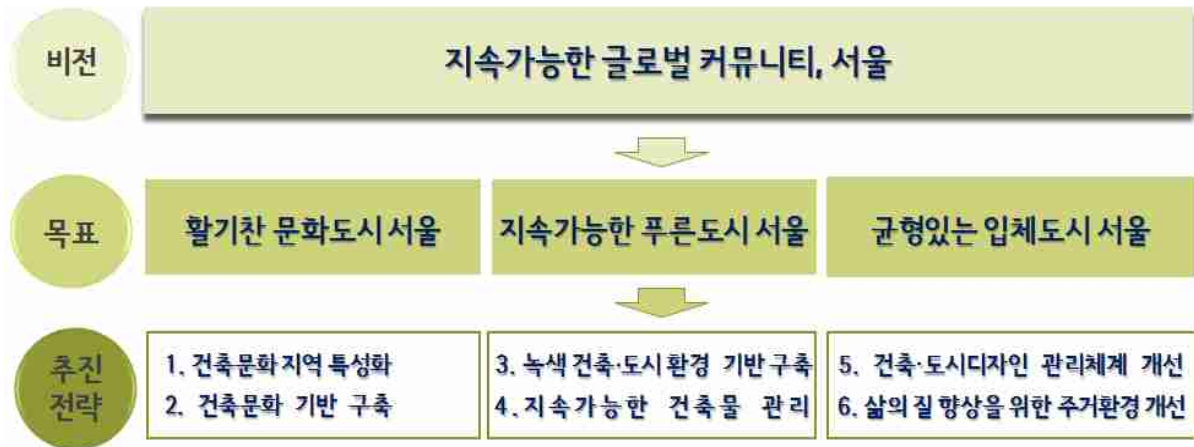 비전
지속가능한 글로벌 커뮤니티, 서울
목표
활기찬 문화도시 서울
지속가능한 푸른도시 서울
균형있는 입체도시 서울
추진
전략
1. 건축문화 지역 특성화
2. 건축문화 기반 구축
3. 녹색 건축·도시 환경 기반 구축
4. 지속가능한 건축물 관리
5. 건축·도시디자인 관리체계 개선
6. 삶의 질 향상을 위한 주거환경 개선